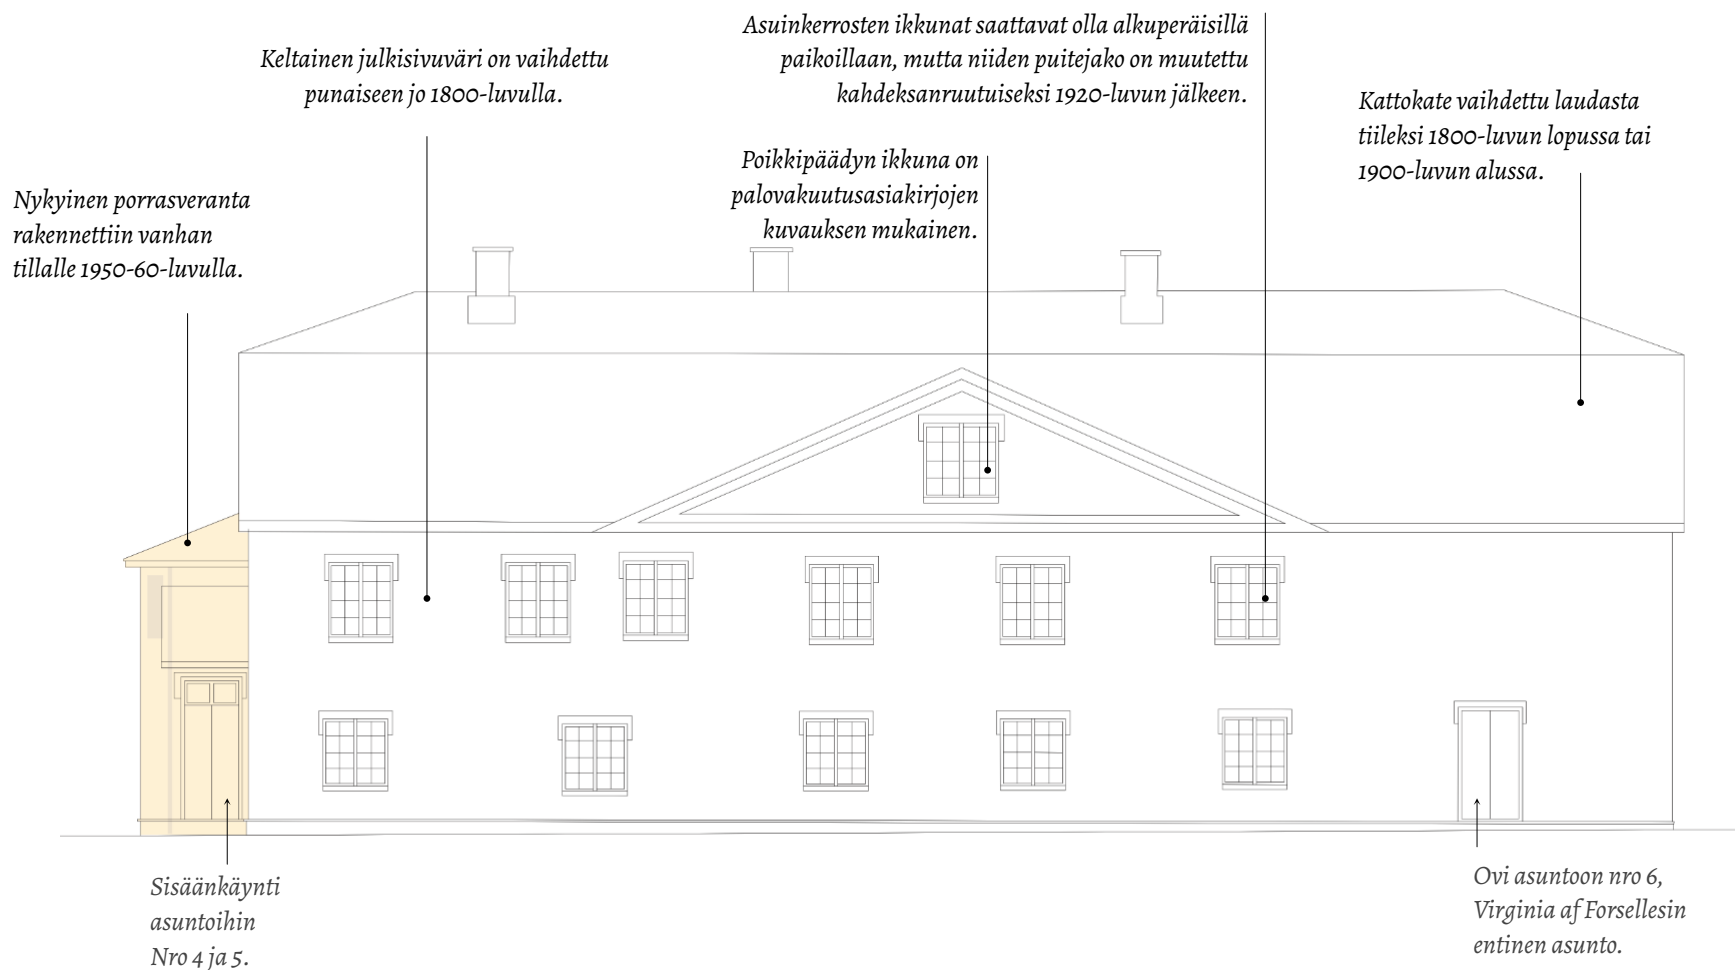 Asuinkerrosten ikkunat saattavat olla alkuperäisillä
paikoillaan, mutta niiden puitejako on muutettu
kahdeksanruutuiseksi 1920-luvun jälkeen.
Keltainen julkisivuväri on vaihdettu
punaiseen jo 1800-luvulla.
Kattokate vaihdettu laudasta
tiileksi 1800-luvun lopussa tai
1900-luvun alussa.
Poikkipäädyn ikkuna on
palovakuutusasiakirjojen
kuvauksen mukainen.
Nykyinen porrasveranta
rakennettiin vanhan
tillalle 1950-60-luvulla.
Sisäänkäynti
asuntoihin
Nro 4 ja 5.
Ovi asuntoon nro 6,
Virginia af Forsellesin
entinen asunto.